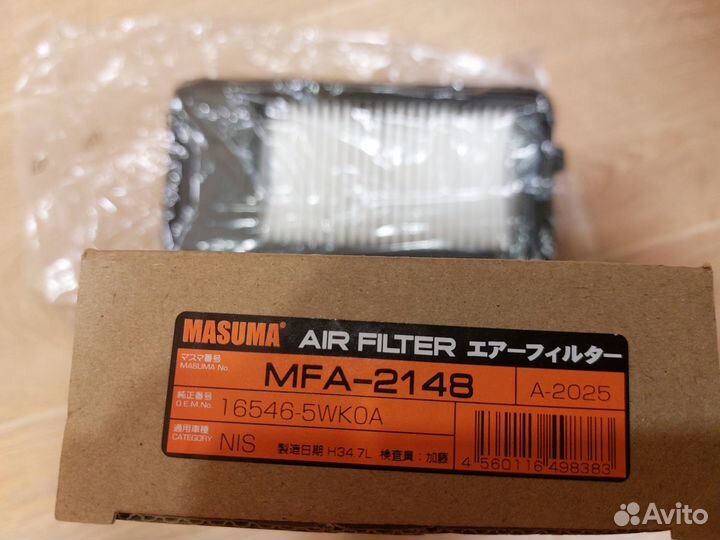 MASUMA® AIR FILTER エアーフィルター
マスマ番号
MASUMA No.
MFA-2148
A-2025
純正番号
O.E.M.No.
16546-5WK0A
適用車種
CATEGORY
NIS
製造日期 H34.7L 検査員：加藤
4 560116 498383
Avito